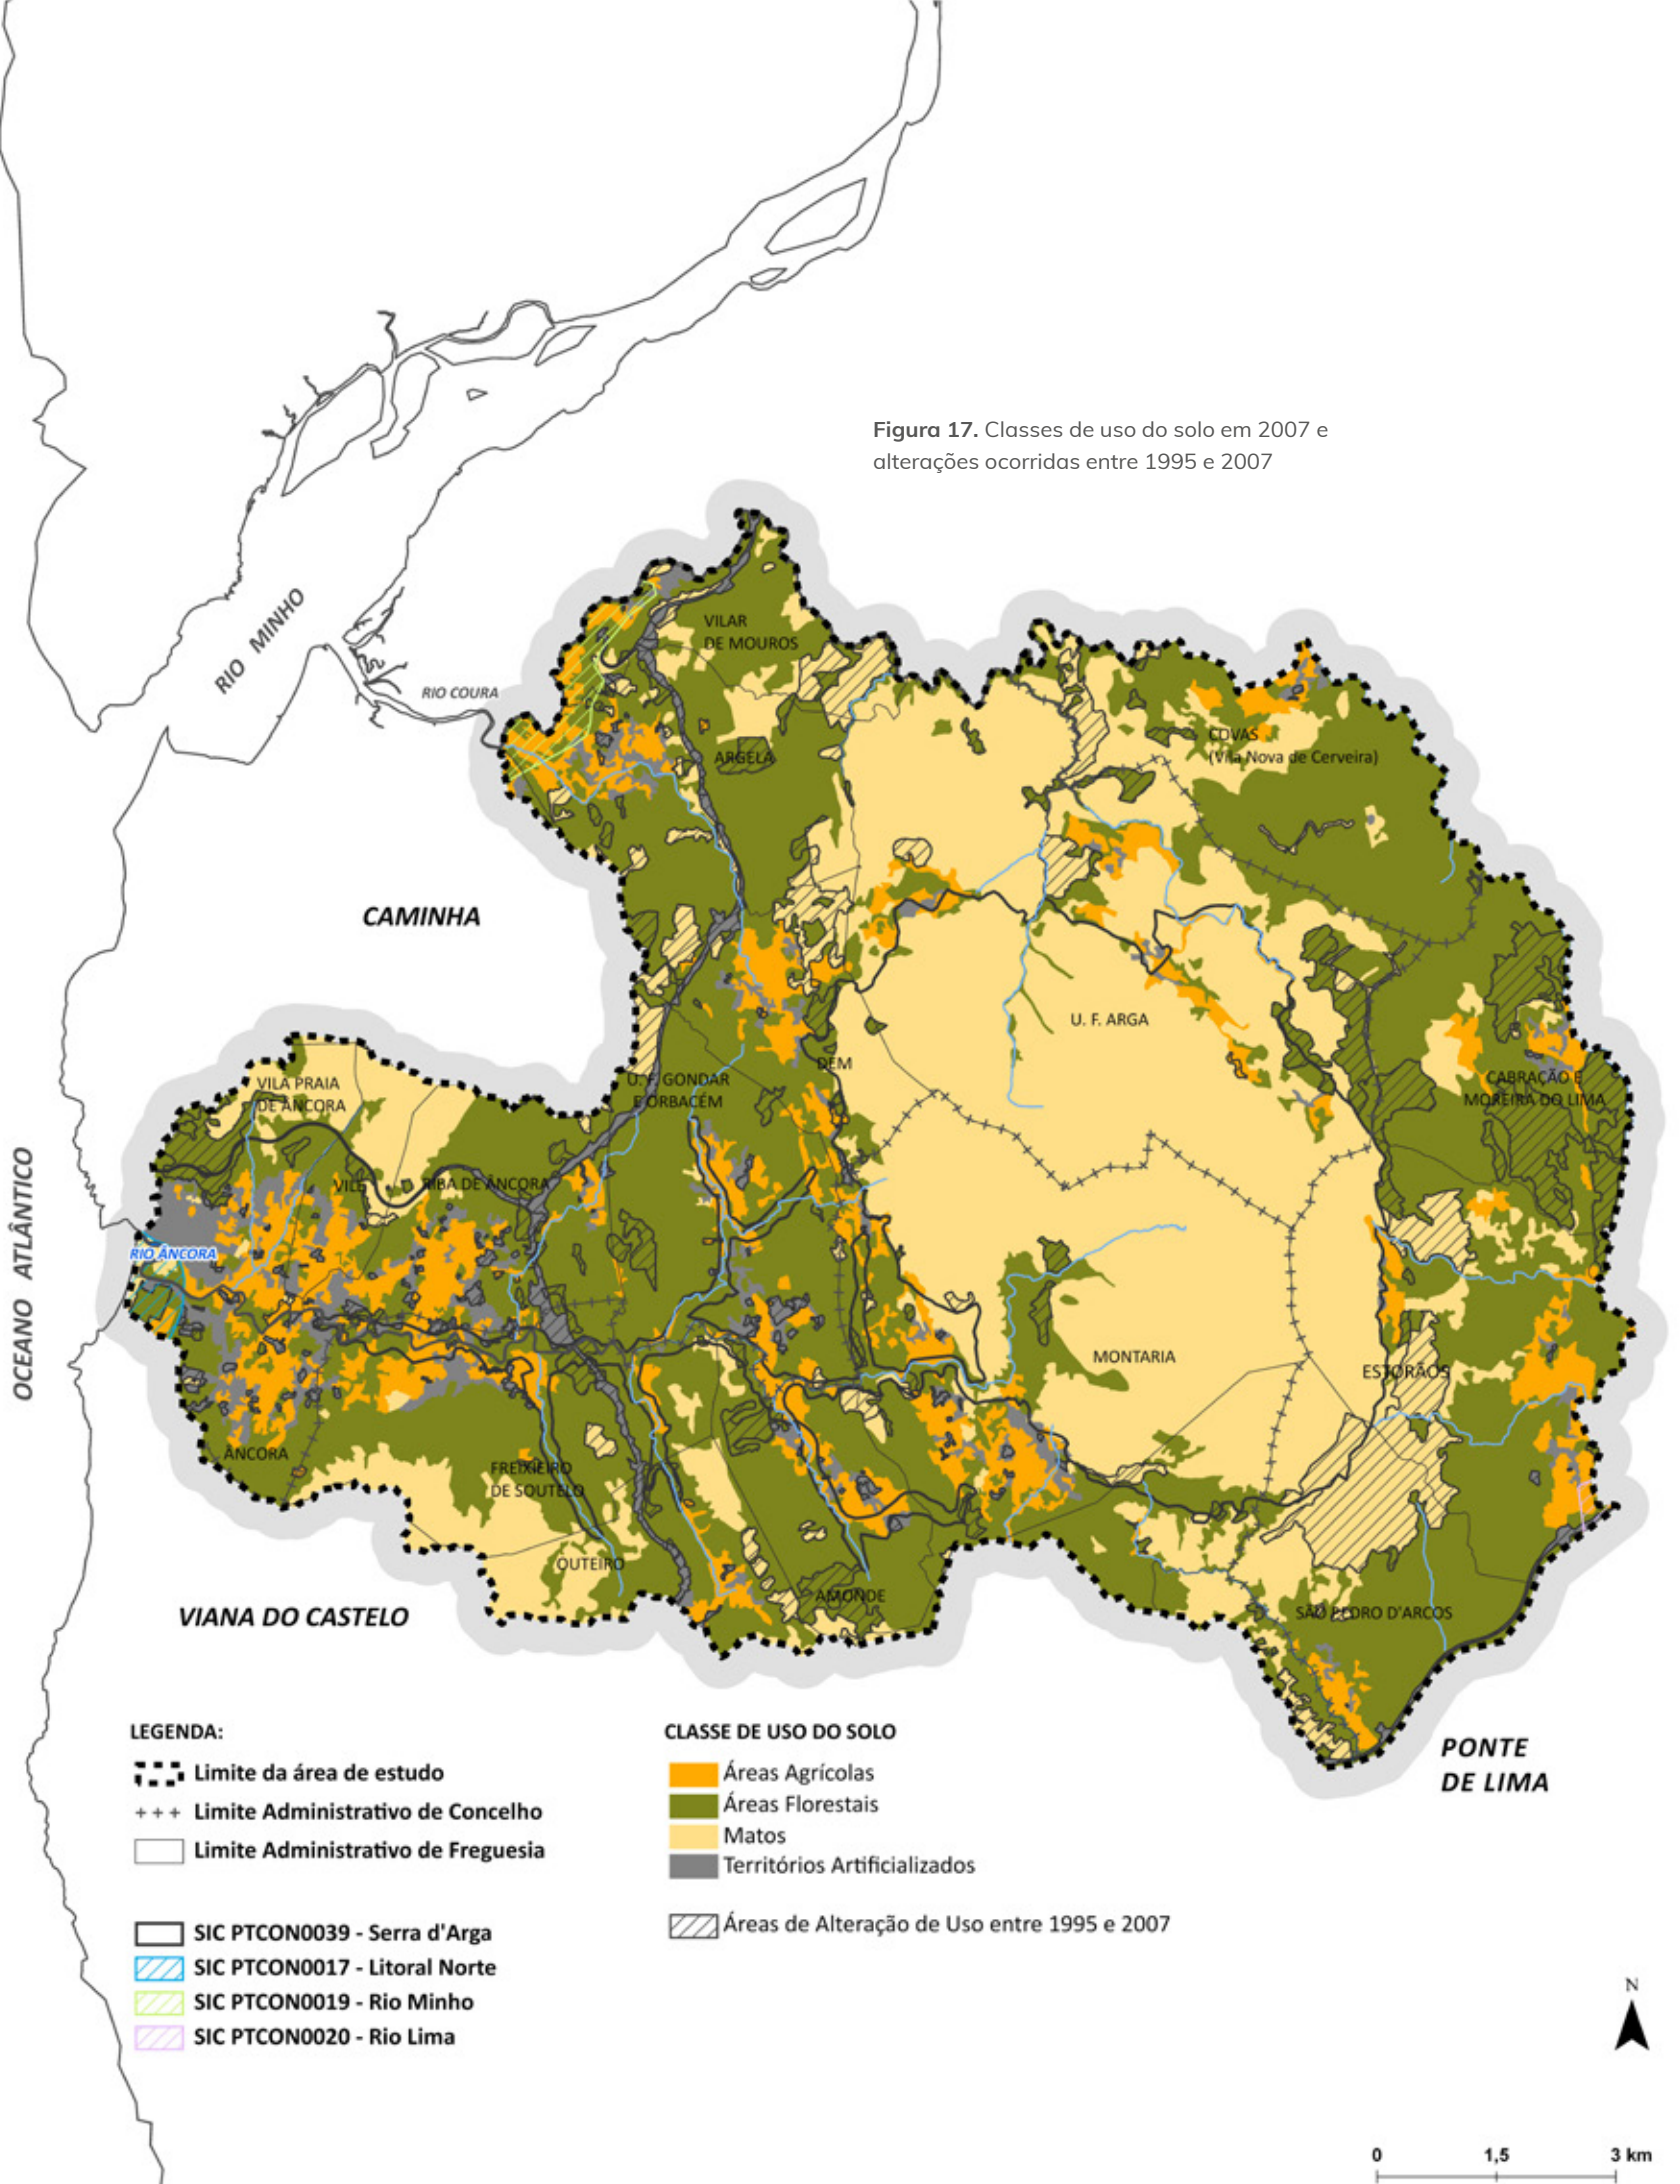 Figura 17. Classes de uso do solo em 2007 e
alterações ocorridas entre 1995 e 2007
RIO MINHO
RIO COURA
VILAR
DE MOUROS
ARGELA
COVAS
(Vila Nova de Cerveira)
CAMINHA
U. F. ARGA
DEM
U. F. GONDAR
E ORBACÉM
CABRAÇÃO E
MOREIRA DO LIMA
VILA PRAIA
DE ÂNCORA
VILE
RIBA DE ÂNCORA
OCEANO ATLÂNTICO
RIO ÂNCORA
MONTARIA
ESTORÃOS
ÂNCORA
FREIXIEIRO
DE SOUTELO
OUTEIRO
AMONDE
SÃO PEDRO D'ARCOS
VIANA DO CASTELO
PONTE
DE LIMA
LEGENDA:
Limite da área de estudo
Limite Administrativo de Concelho
Limite Administrativo de Freguesia
SIC PTCON0039 - Serra d'Arga
SIC PTCON0017 - Litoral Norte
SIC PTCON0019 - Rio Minho
SIC PTCON0020 - Rio Lima
CLASSE DE USO DO SOLO
Áreas Agrícolas
Áreas Florestais
Matos
Territórios Artificializados
Áreas de Alteração de Uso entre 1995 e 2007
N
0 1,5 3 km